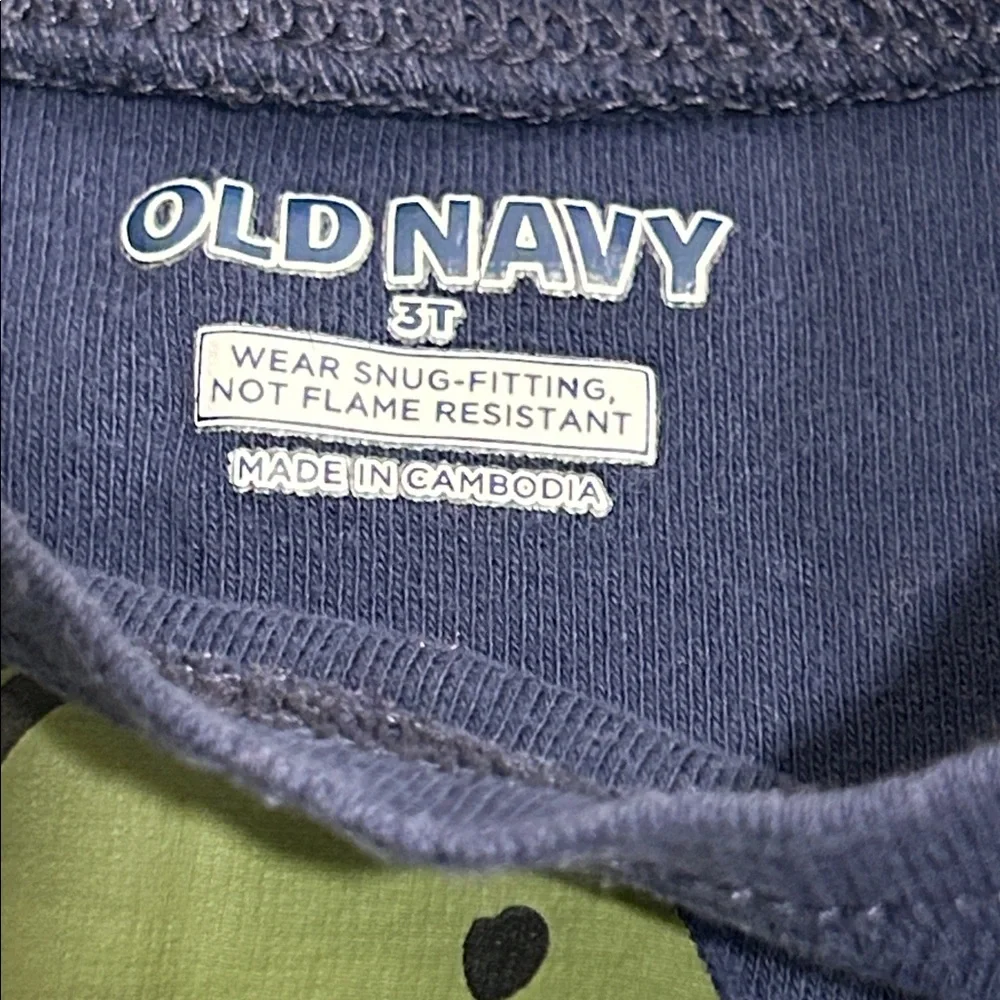 OLD NAVY
3T
WEAR SNUG-FITTING,
NOT FLAME RESISTANT
MADE IN CAMBODIA